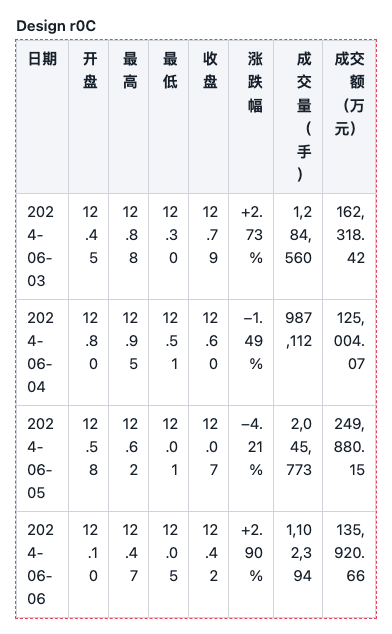 Design r0C
日期 开盘 最高 最低 收盘 涨跌幅 成交量(手) 成交额(万元)
2024-06-03 12.45 12.88 12.30 12.79 +2.73% 1,284,560 162,318.42
2024-06-04 12.80 12.95 12.51 12.60 −1.49% 987,112 125,004.07
2024-06-05 12.58 12.62 12.01 12.07 −4.21% 2,045,773 249,880.15
2024-06-06 12.10 12.47 12.05 12.42 +2.90% 1,102,394 135,920.66